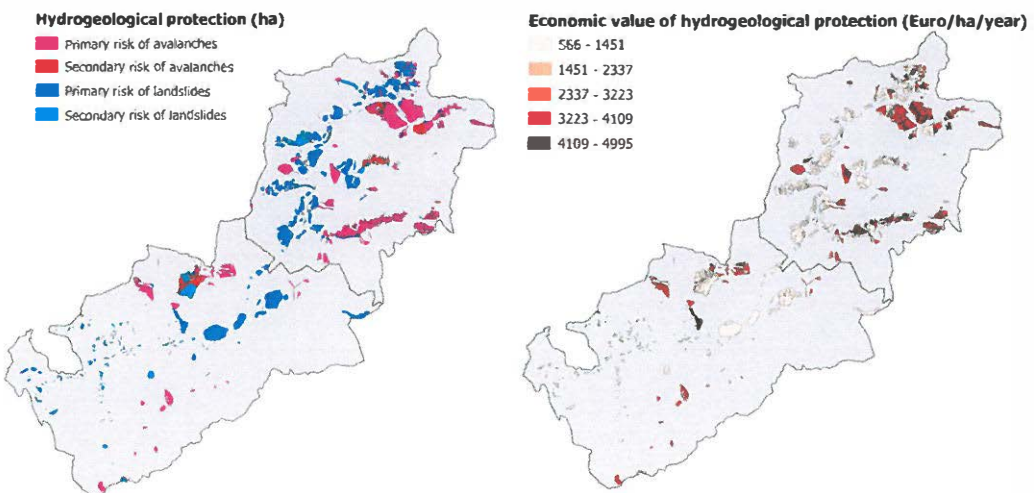 Hydrogeological protection (ha)
Primary risk of avalanches
Secondary risk of avalanches
Primary risk of landslides
Secondary risk of landslides
Economic value of hydrogeological protection (Euro/ha/year)
566 - 1451
1451 - 2337
2337 - 3223
3223 - 4109
4109 - 4995